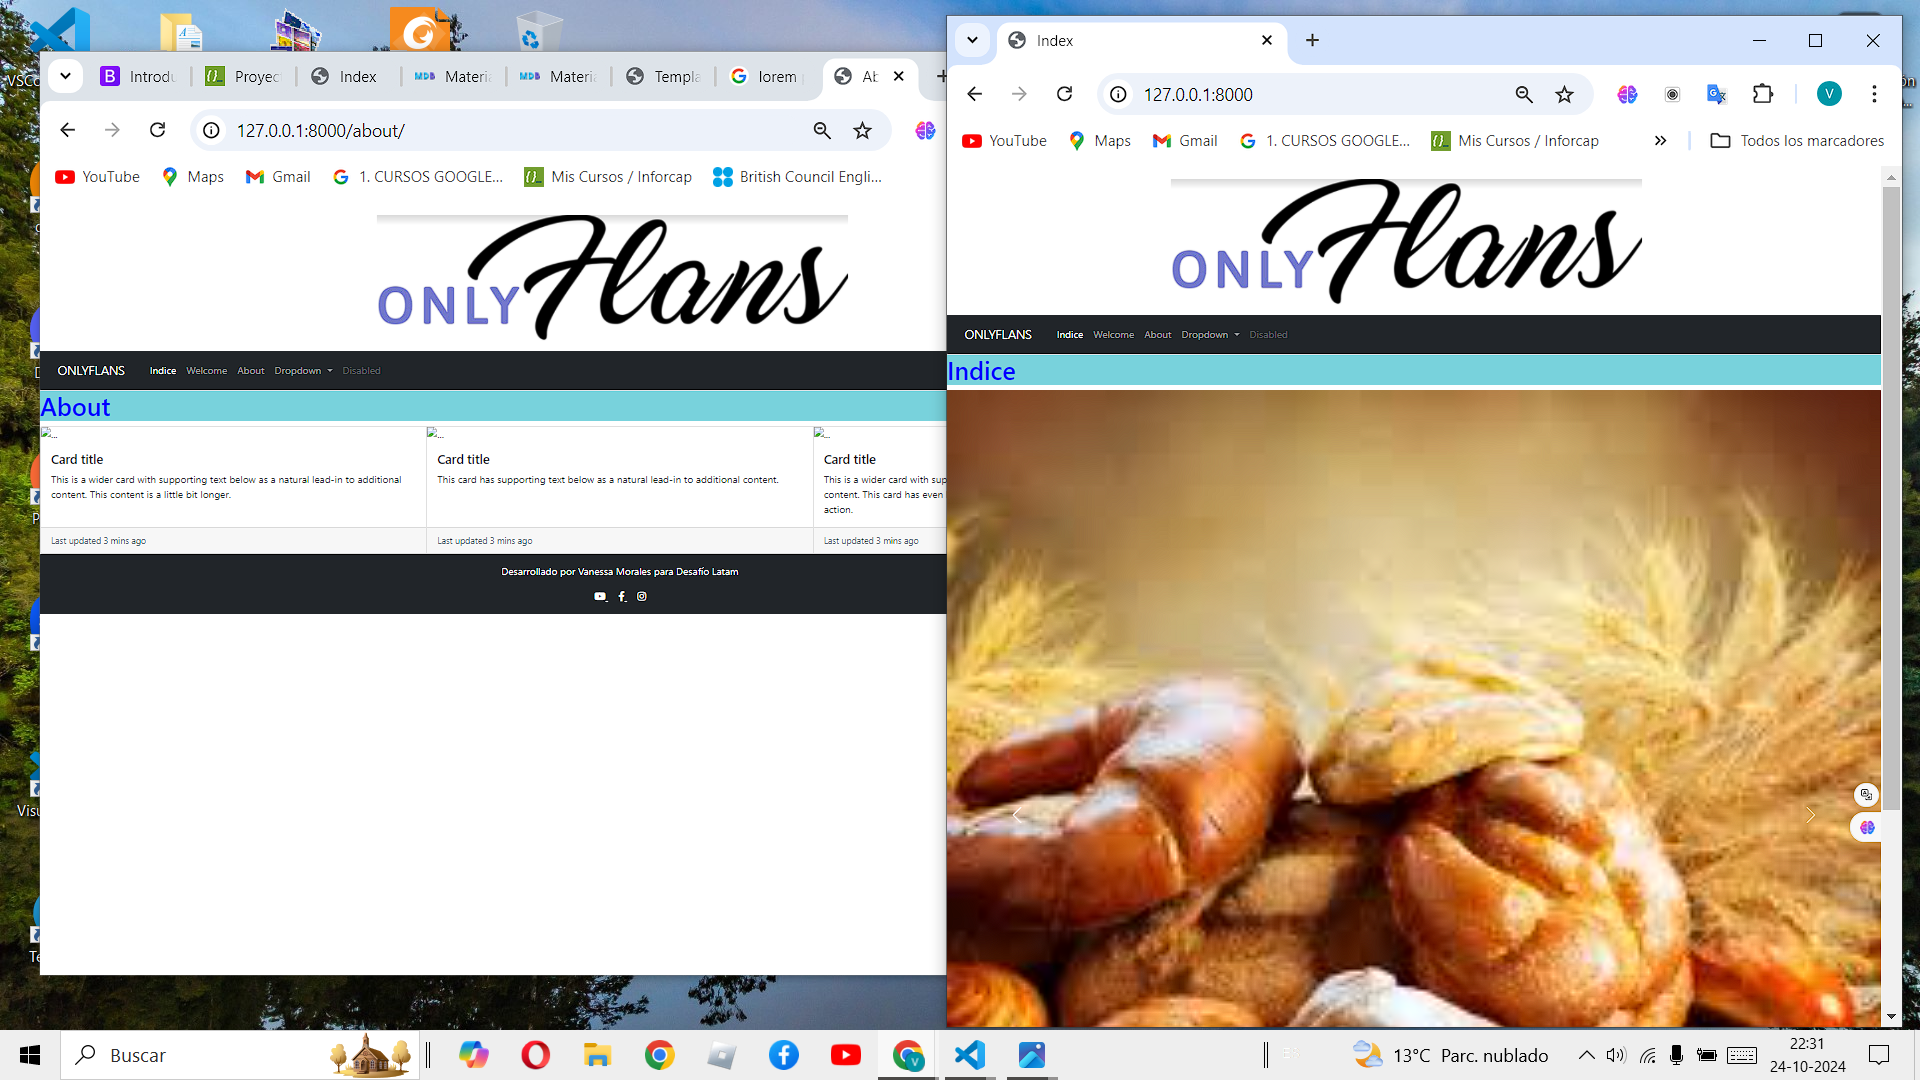 Introdu
Proyec
Index
Materia
Materia
Templa
lorem
Ab
127.0.0.1:8000/about/
YouTube
Maps
Gmail
1. CURSOS GOOGLE...
Mis Cursos / Inforcap
British Council Engli...
ONLY Flans
ONLYFLANS
Indice
Welcome
About
Dropdown
Disabled
About
Card title
This is a wider card with supporting text below as a natural lead-in to additional
content. This content is a little bit longer.
Last updated 3 mins ago
Card title
This card has supporting text below as a natural lead-in to additional content.
Last updated 3 mins ago
Card title
This is a wider card with sup
content. This card has even
action.
Last updated 3 mins ago
Desarrollado por Vanessa Morales para Desafío Latam
Index
127.0.0.1:8000
V
YouTube
Maps
Gmail
1. CURSOS GOOGLE...
Mis Cursos / Inforcap
Todos los marcadores
ONLY Flans
ONLYFLANS
Indice
Welcome
About
Dropdown
Disabled
Indice
Buscar
13°C Parc. nublado
22:31
24-10-2024